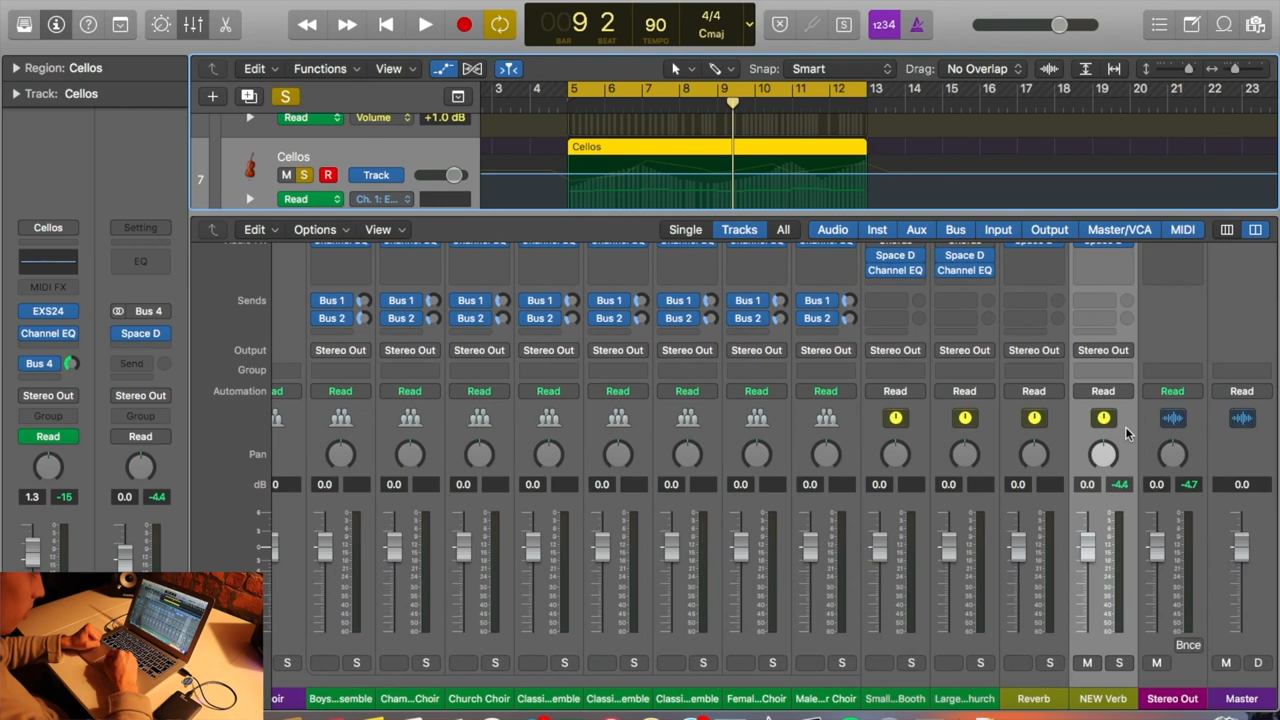 9 2
BAR BEAT
90
TEMPO
4/4
Cmaj
S
1234
Region: Cellos
Track: Cellos
Edit Functions View Snap: Smart Drag: No Overlap
S
3 4 5 6 7 8 9 10 11 12 13 14 15 16 17 18 19 20 21 22 23
Read Volume +1.0 dB
Cellos
7
M S R Track
Read Ch. 1: E...
Cellos
Cellos Setting
EQ
MIDI FX
EXS24 Bus 4
Channel EQ Space D
Bus 4 Send
Stereo Out Stereo Out
Group Group
Read Read
1.3 -15 0.0 -4.4
Edit Options View Single Tracks All Audio Inst Aux Bus Input Output Master/VCA MIDI
Space D Space D
Channel EQ Channel EQ
Sends Bus 1 Bus 1 Bus 1 Bus 1 Bus 1 Bus 1 Bus 1 Bus 1
Bus 2 Bus 2 Bus 2 Bus 2 Bus 2 Bus 2 Bus 2 Bus 2
Output Stereo Out Stereo Out Stereo Out Stereo Out Stereo Out Stereo Out Stereo Out Stereo Out Stereo Out Stereo Out Stereo Out Stereo Out
Group
Automation ad Read Read Read Read Read Read Read Read Read Read Read Read Read Read
Pan
dB 0 0.0 0.0 0.0 0.0 0.0 0.0 0.0 0.0 0.0 0.0 0.0 0.0 -4.4 0.0 -4.7 0.0
Bnce
S S S S S S S S S S S S M S M M D
oir Boys...semble Cham...Choir Church Choir Classi...emble Classi...emble Classi...emble Femal...Choir Male...r Choir Small...Booth Large...hurch Reverb NEW Verb Stereo Out Master